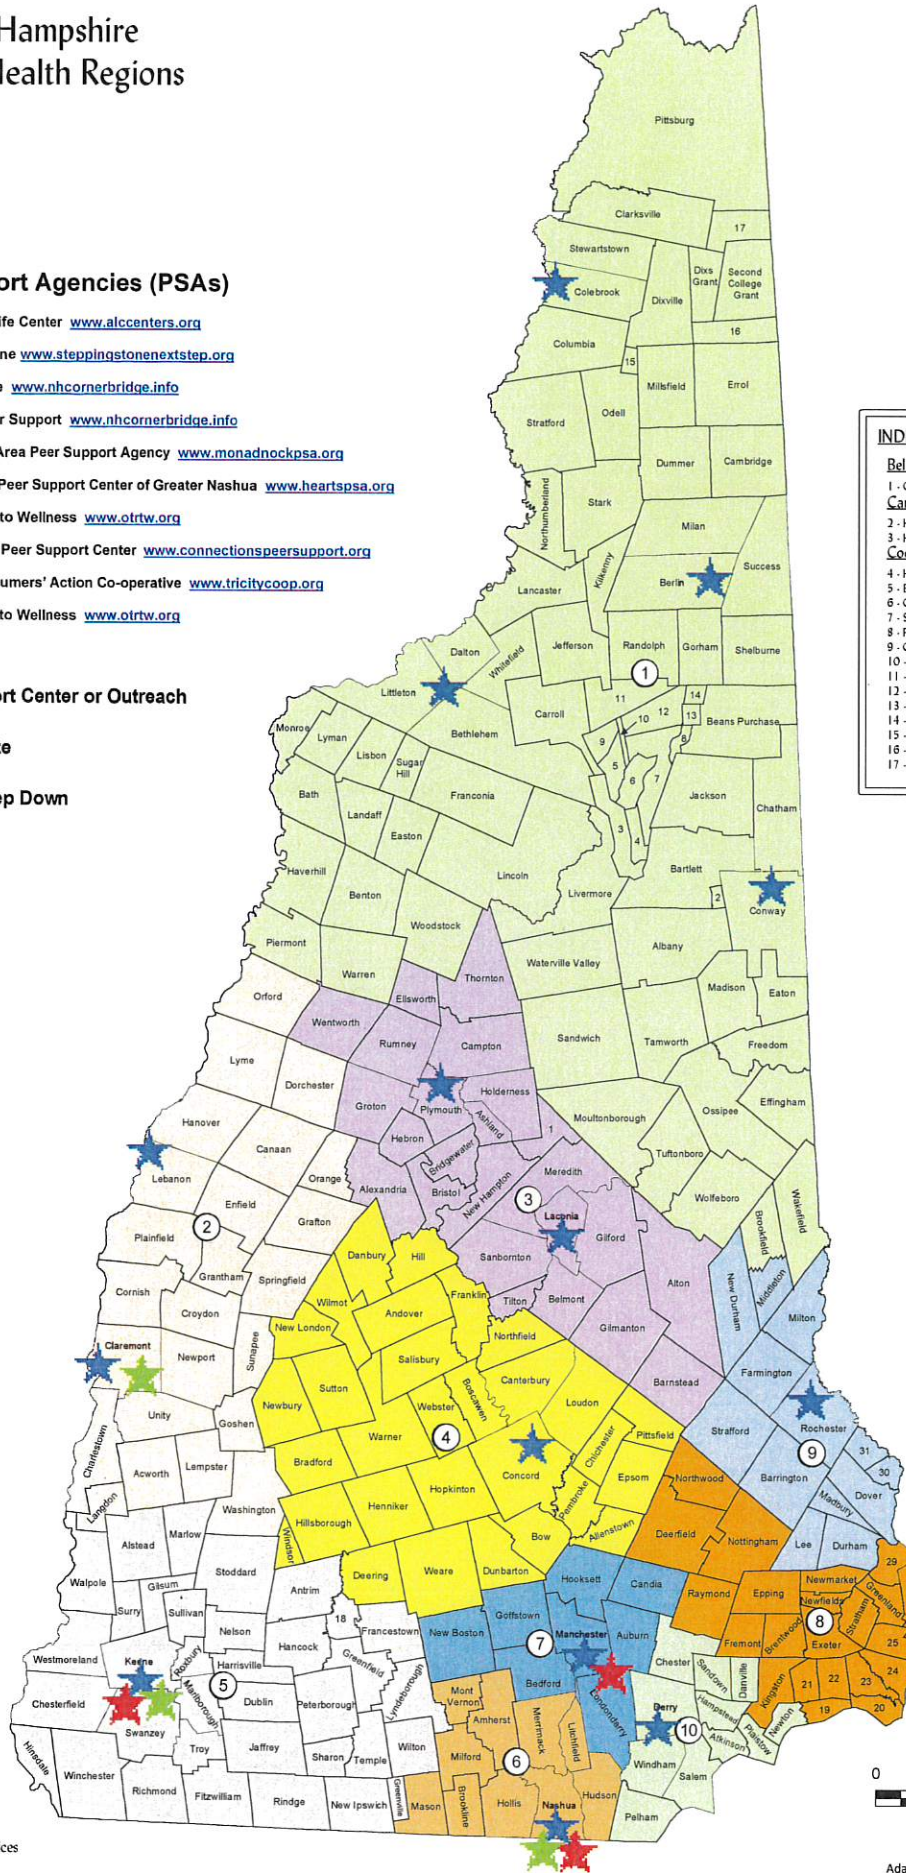 Hampshire
Health Regions
ort Agencies (PSAs)
ife Center www.alccenters.org
ne www.steppingstonenextstep.org
e www.nhcornerbridge.info
r Support www.nhcornerbridge.info
Area Peer Support Agency www.monadnockpsa.org
Peer Support Center of Greater Nashua www.heartspsa.org
to Wellness www.otrtw.org
Peer Support Center www.connectionspeersupport.org
umers' Action Co-operative www.tricitycoop.org
to Wellness www.otrtw.org
ort Center or Outreach
te
ep Down
Pittsburg
Clarksville
17
Stewartstown
Dixs
Grant
Second
College
Grant
Colebrook
Dixville
16
Columbia
15
Millsfield
Errol
Odell
Stratford
Dummer
Cambridge
Northumberland
Stark
Milan
Kilkenny
Success
Berlin
Lancaster
Dalton
Whitefield
Jefferson
Randolph
Gorham
Shelburne
1
Littleton
Carroll
11
14
10
12
13
Beans Purchase
Monroe
Lyman
Bethlehem
9
8
Lisbon
Sugar
Hill
5
6
7
Bath
Franconia
Jackson
Chatham
Landaff
Easton
3
4
Haverhill
Lincoln
Bartlett
Benton
Livermore
2
Conway
Woodstock
Piermont
Albany
Warren
Waterville Valley
Thornton
Madison
Eaton
Orford
Ellsworth
Wentworth
Sandwich
Tamworth
Freedom
Rumney
Campton
Lyme
Dorchester
Holderness
Effingham
Groton
Plymouth
Ashland
Moultonborough
Ossipee
Hanover
Hebron
1
Canaan
Bridgewater
Tuftonboro
Lebanon
Orange
Alexandria
Bristol
New Hampton
Meredith
Wolfeboro
Wakefield
Enfield
3
Brookfield
2
Grafton
Laconia
Gilford
Plainfield
Danbury
Hill
Sanbornton
Grantham
Springfield
Alton
New Durham
Middleton
Cornish
Wilmot
Franklin
Tilton
Belmont
Croydon
Andover
Milton
New London
Northfield
Gilmanton
Claremont
Newport
Sunapee
Salisbury
Canterbury
Barnstead
Farmington
Sutton
Newbury
Webster
Boscawen
Loudon
Unity
Goshen
Rochester
Charlestown
Warner
4
Chichester
Pittsfield
Strafford
9
31
Acworth
Lempster
Bradford
Concord
Epsom
Northwood
Barrington
30
Langdon
Hopkinton
Pembroke
Madbury
Dover
Washington
Henniker
Hillsborough
Windsor
Bow
Allenstown
Deerfield
Nottingham
Alstead
Marlow
Lee
Durham
Stoddard
Deering
Weare
Dunbarton
29
Walpole
Gilsum
Antrim
Hooksett
Candia
Raymond
Epping
Newmarket
Greenland
Surry
Sullivan
Newfields
Stratham
18
Goffstown
8
Nelson
Francestown
New Boston
Manchester
Auburn
Fremont
Brentwood
Exeter
25
Westmoreland
Roxbury
Hancock
7
Keene
Harrisville
Greenfield
Chester
Sandown
Danville
24
5
Lyndeborough
Bedford
Kingston
21
22
23
Chesterfield
Marlborough
Dublin
Peterborough
Mont
Vernon
Londonderry
Hampstead
19
20
Swanzey
Amherst
Merrimack
Litchfield
Derry
10
Newton
Troy
Jaffrey
Wilton
Atkinson
Plaistow
Hinsdale
Sharon
Temple
Milford
6
Windham
Salem
Winchester
Richmond
Fitzwilliam
Rindge
New Ipswich
Greenville
Mason
Brookline
Hollis
Nashua
Hudson
Pelham
IND
Bel
Coo
0
ices
Ada